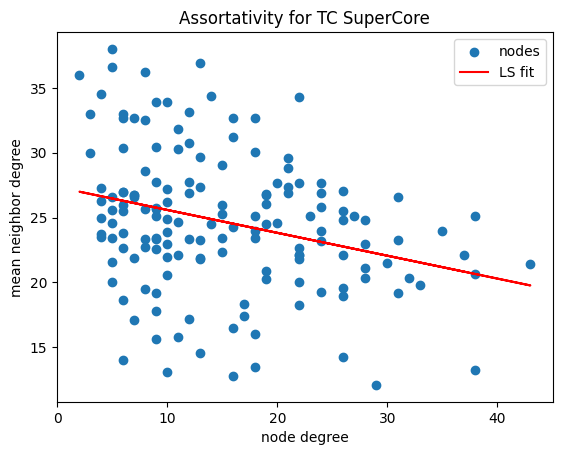 Assortativity for TC SuperCore
nodes
LS fit
mean neighbor degree
35
30
25
20
15
0
10
20
30
40
node degree